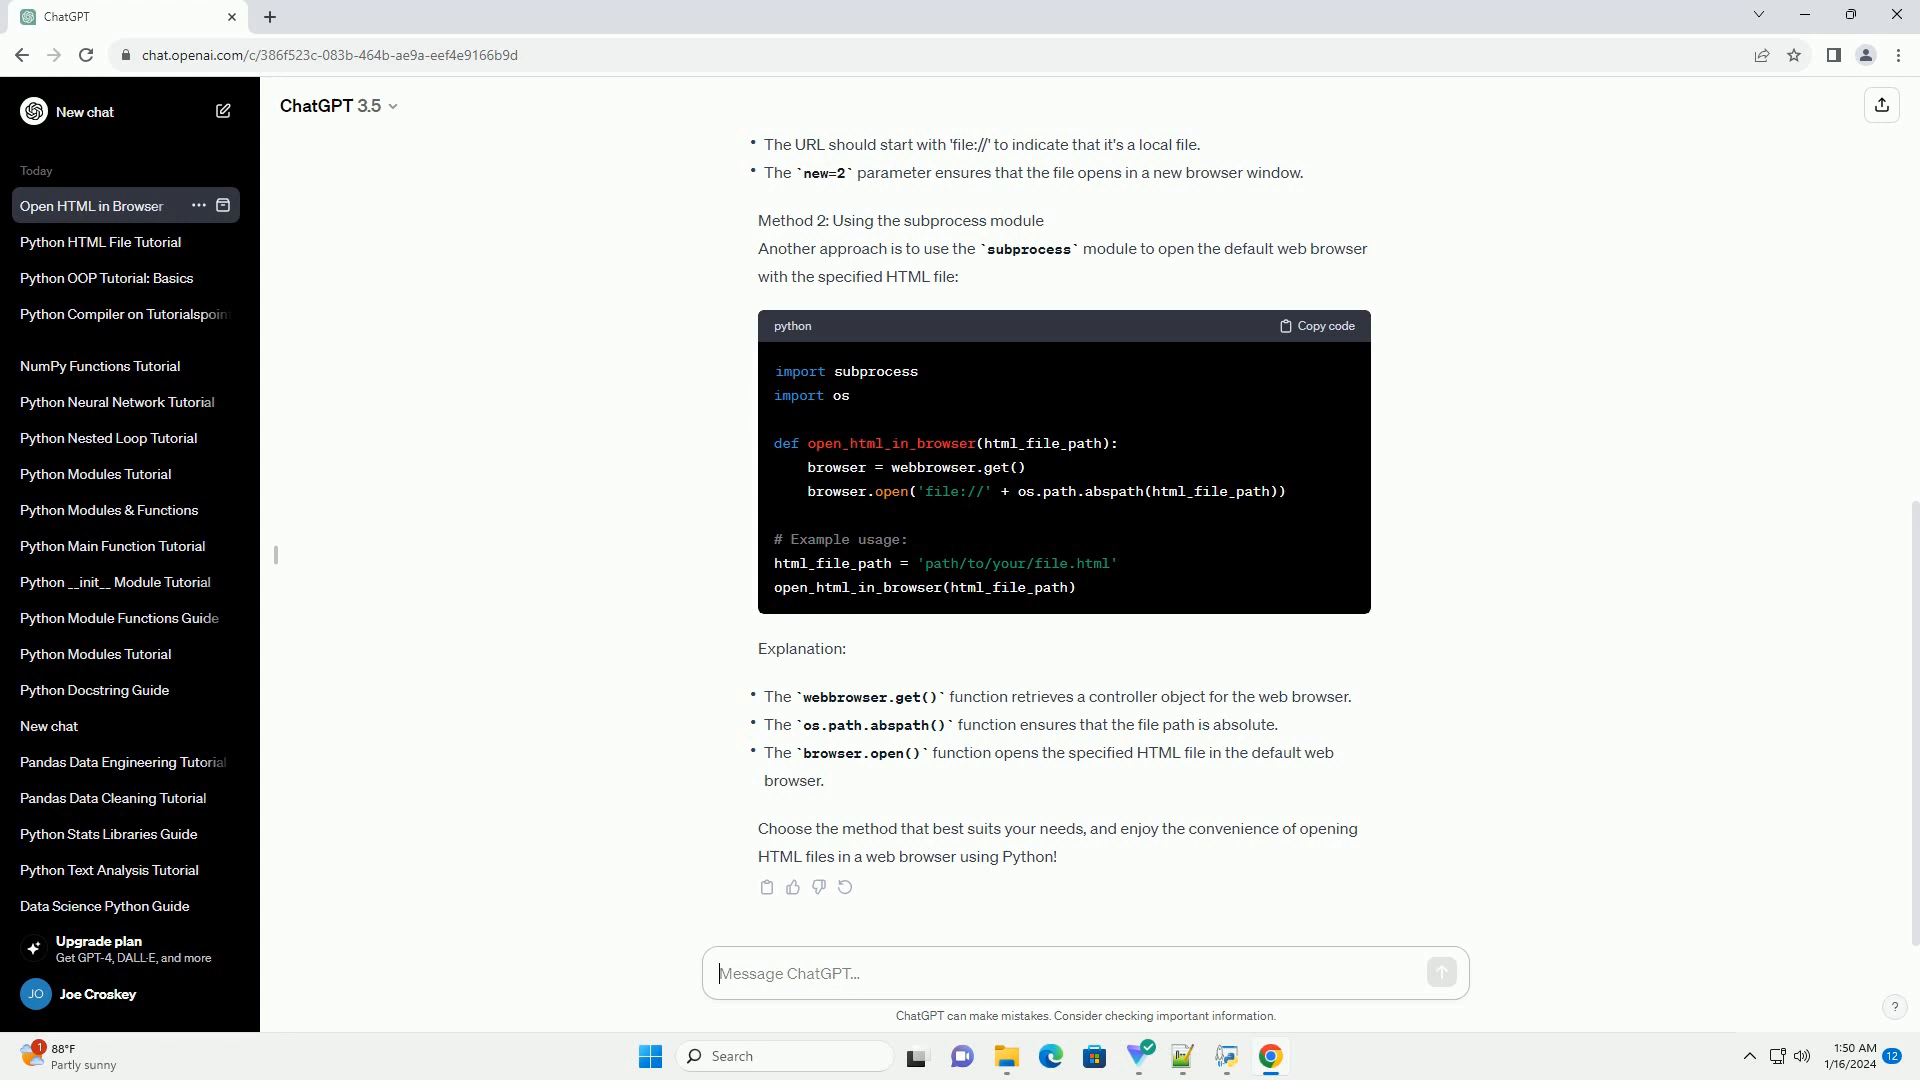 ChatGPT
chat.openai.com/c/386f523c-083b-464b-ae9a-eef4e9166b9d
New chat
ChatGPT 3.5
Today
Open HTML in Browser
Python HTML File Tutorial
Python OOP Tutorial: Basics
Python Compiler on Tutorialspoin
NumPy Functions Tutorial
Python Neural Network Tutorial
Python Nested Loop Tutorial
Python Modules Tutorial
Python Modules & Functions
Python Main Function Tutorial
Python __init__ Module Tutorial
Python Module Functions Guide
Python Modules Tutorial
Python Docstring Guide
New chat
Pandas Data Engineering Tutorial
Pandas Data Cleaning Tutorial
Python Stats Libraries Guide
Python Text Analysis Tutorial
Data Science Python Guide
Upgrade plan
Get GPT-4, DALL·E, and more
JO Joe Croskey
• The URL should start with 'file://' to indicate that it's a local file.
• The `new=2` parameter ensures that the file opens in a new browser window.
Method 2: Using the subprocess module
Another approach is to use the `subprocess` module to open the default web browser
with the specified HTML file:
python Copy code
import subprocess
import os
def open_html_in_browser(html_file_path):
browser = webbrowser.get()
browser.open('file://' + os.path.abspath(html_file_path))
# Example usage:
html_file_path = 'path/to/your/file.html'
open_html_in_browser(html_file_path)
Explanation:
• The `webbrowser.get()` function retrieves a controller object for the web browser.
• The `os.path.abspath()` function ensures that the file path is absolute.
• The `browser.open()` function opens the specified HTML file in the default web
browser.
Choose the method that best suits your needs, and enjoy the convenience of opening
HTML files in a web browser using Python!
Message ChatGPT...
ChatGPT can make mistakes. Consider checking important information.
?
1
88°F
Partly sunny
Search
1:50 AM
1/16/2024
12